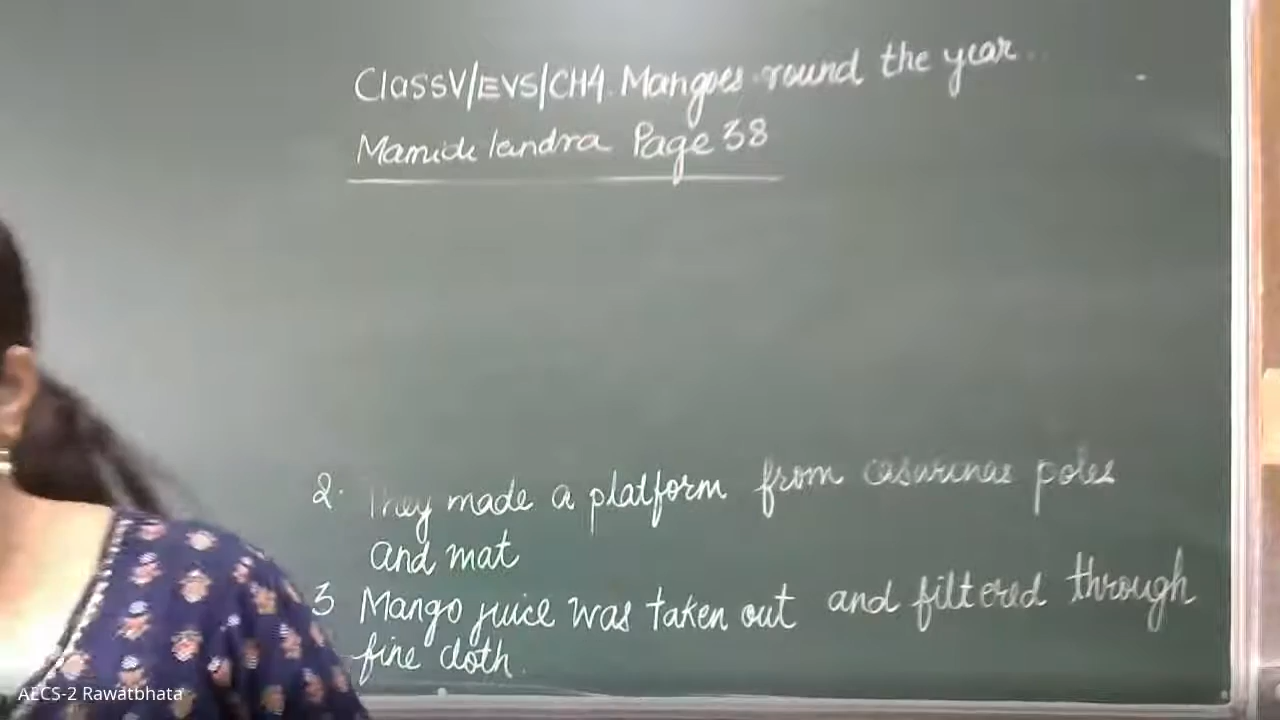 ClassV/EVS/CH4. Mangoes round the year..
Mamidi tandra Page 38
2. They made a platform from casurinas poles
and mat
3 Mango juice was taken out and filtered through
fine cloth.
AECS-2 Rawatbhata